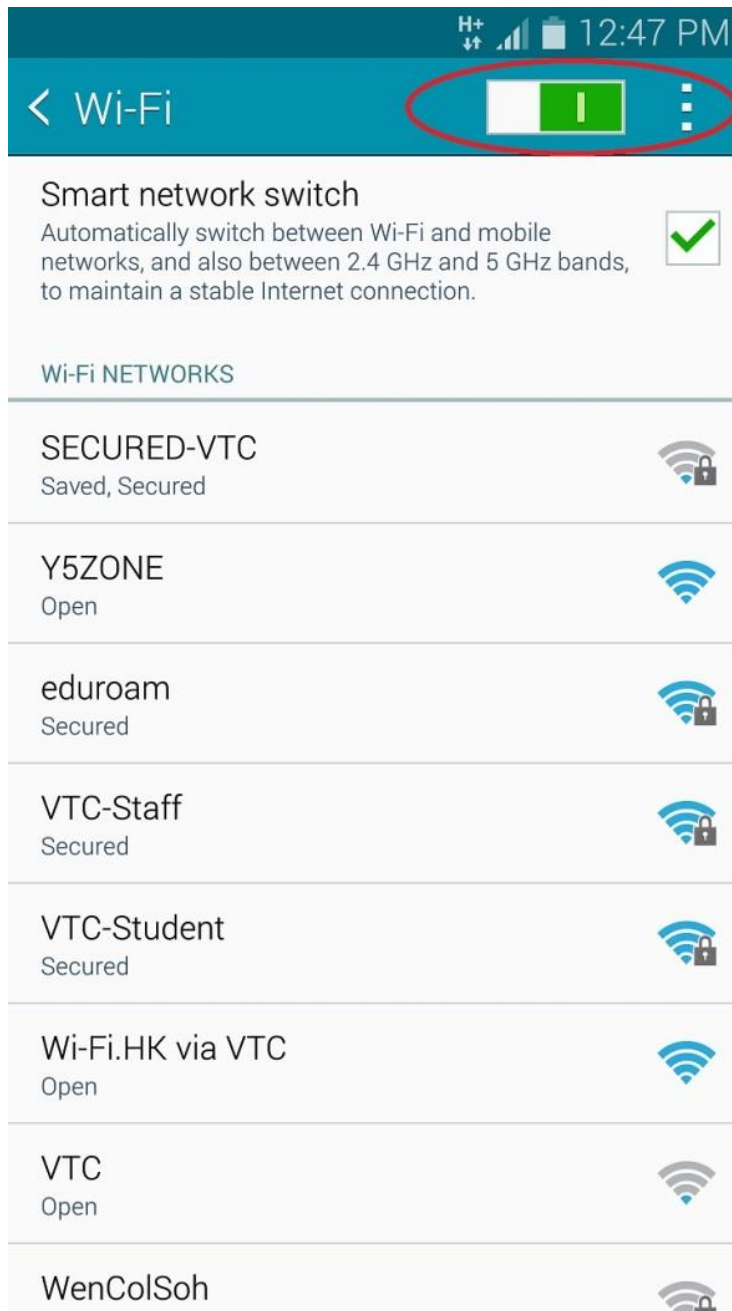 H+ 12:47 PM
Wi-Fi
Smart network switch
Automatically switch between Wi-Fi and mobile
networks, and also between 2.4 GHz and 5 GHz bands,
to maintain a stable Internet connection.
Wi-Fi NETWORKS
SECURED-VTC
Saved, Secured
Y5ZONE
Open
eduroam
Secured
VTC-Staff
Secured
VTC-Student
Secured
Wi-Fi.HK via VTC
Open
VTC
Open
WenColSoh